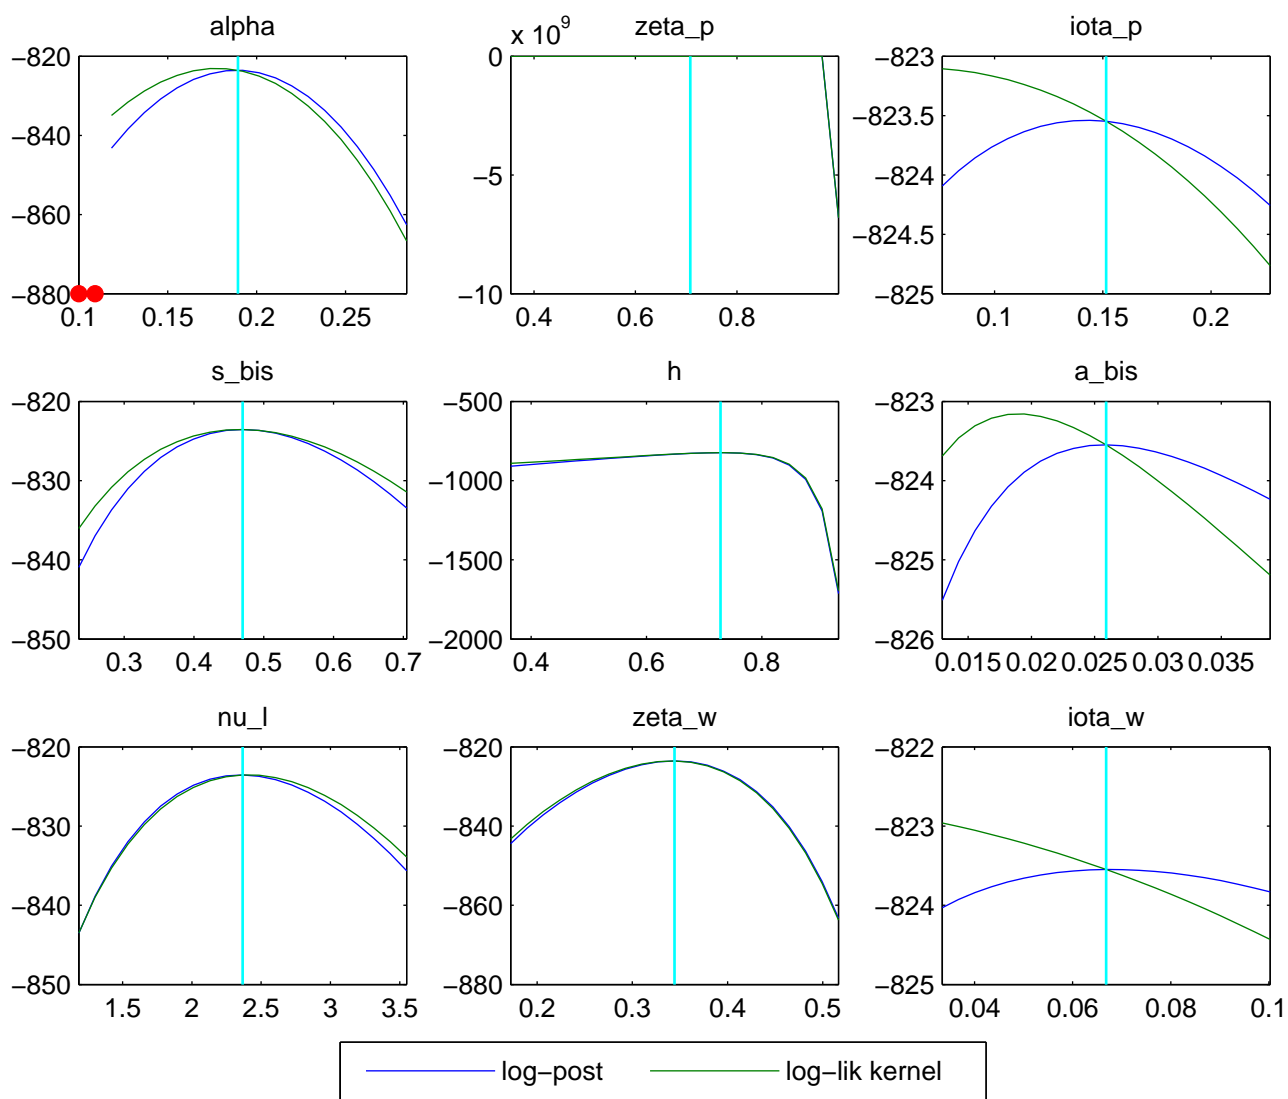 alpha
−820
−840
−860
−880
0.1 0.15 0.2 0.25
x 10^9
zeta_p
0
−5
−10
0.4 0.6 0.8
iota_p
−823
−823.5
−824
−824.5
−825
0.1 0.15 0.2
s_bis
−820
−830
−840
−850
0.3 0.4 0.5 0.6 0.7
h
−500
−1000
−1500
−2000
0.4 0.6 0.8
a_bis
−823
−824
−825
−826
0.015 0.02 0.025 0.03 0.035
nu_l
−820
−830
−840
−850
1.5 2 2.5 3 3.5
zeta_w
−820
−840
−860
−880
0.2 0.3 0.4 0.5
iota_w
−822
−823
−824
−825
0.04 0.06 0.08 0.1
log−post log−lik kernel